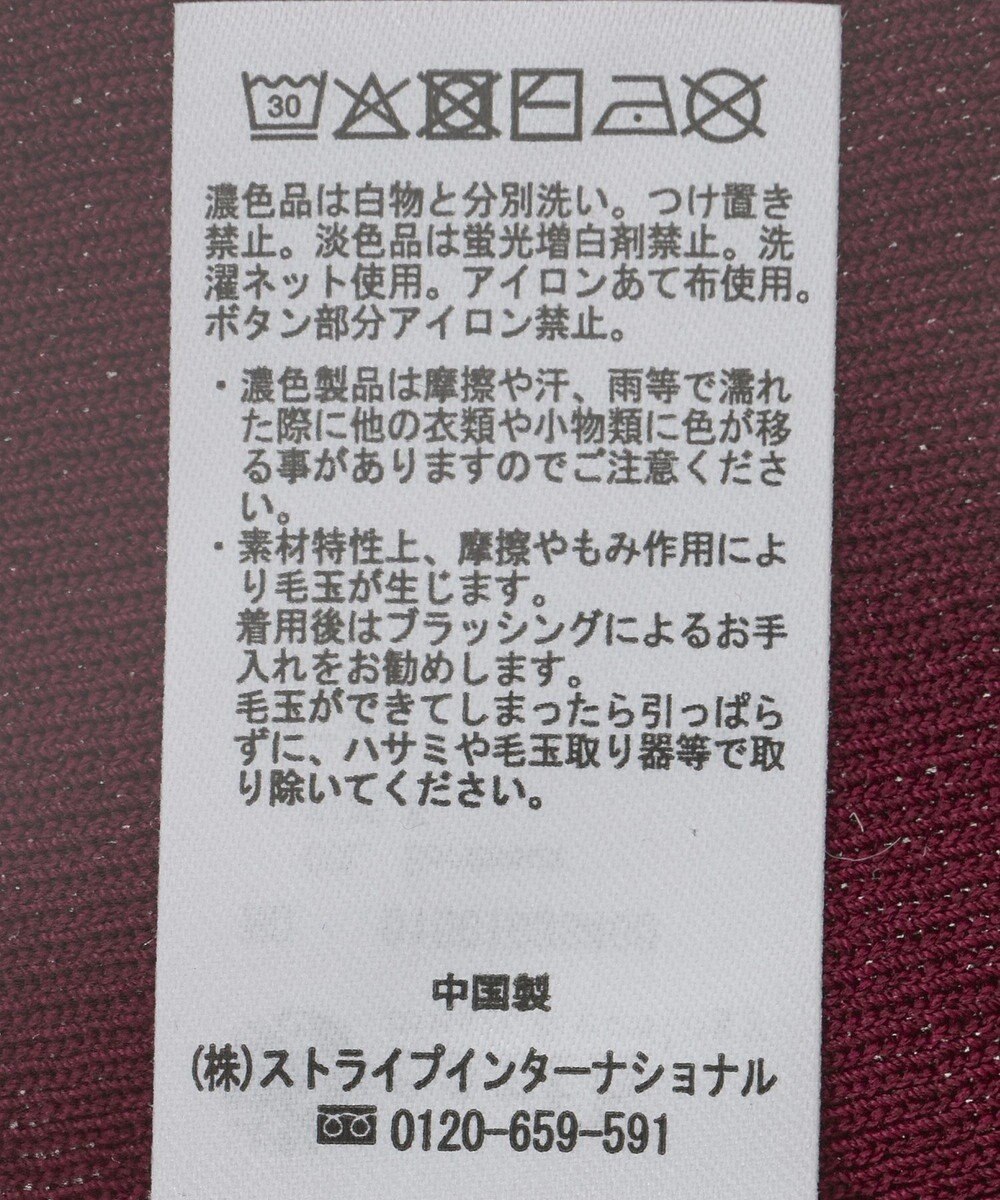 30
濃色品は白物と分別洗い。つけ置き
禁止。淡色品は蛍光増白剤禁止。洗
濯ネット使用。アイロンあて布使用。
ボタン部分アイロン禁止。
・濃色製品は摩擦や汗、雨等で濡れ
た際に他の衣類や小物類に色が移
る事がありますのでご注意くださ
い。
・素材特性上、摩擦やもみ作用によ
り毛玉が生じます。
着用後はブラッシングによるお手
入れをお勧めします。
毛玉ができてしまったら引っぱら
ずに、ハサミや毛玉取り器等で取
り除いてください。
中国製
(株)ストライプインターナショナル
0120-659-591